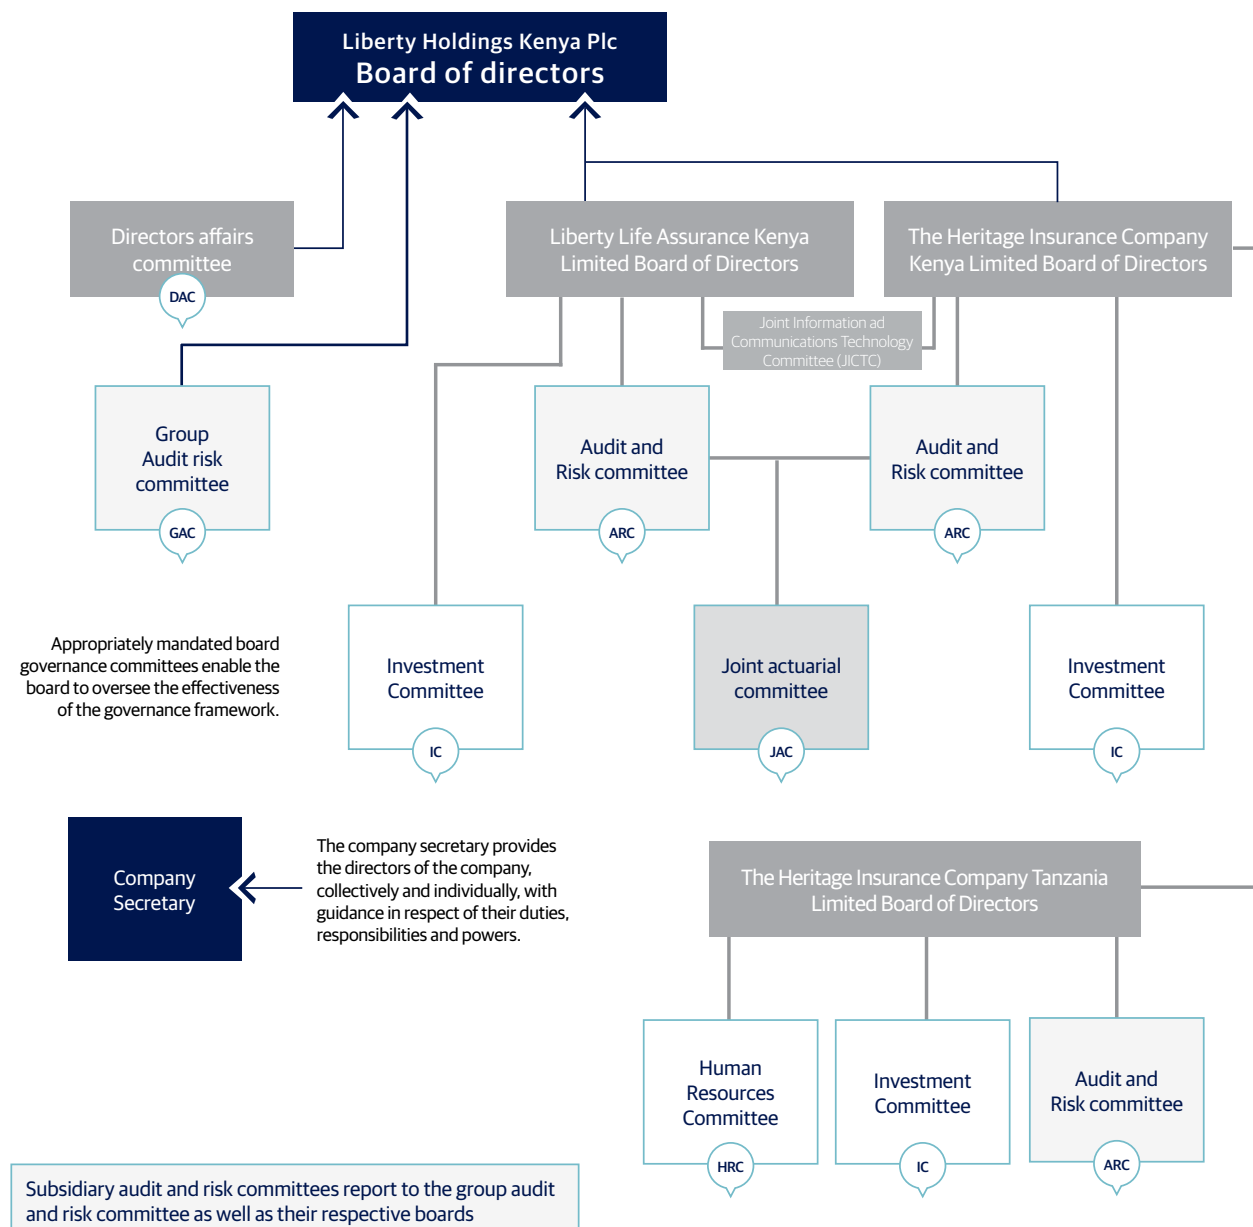 Liberty Holdings Kenya Plc
Board of directors
Directors affairs
committee
DAC
Liberty Life Assurance Kenya
Limited Board of Directors
The Heritage Insurance Company
Kenya Limited Board of Directors
Joint Information ad
Communications Technology
Committee (JICTC)
Group
Audit risk
committee
GAC
Audit and
Risk committee
ARC
Audit and
Risk committee
ARC
Appropriately mandated board
governance committees enable the
board to oversee the effectiveness
of the governance framework.
Investment
Committee
IC
Joint actuarial
committee
JAC
Investment
Committee
IC
Company
Secretary
The company secretary provides
the directors of the company,
collectively and individually, with
guidance in respect of their duties,
responsibilities and powers.
The Heritage Insurance Company Tanzania
Limited Board of Directors
Human
Resources
Committee
HRC
Investment
Committee
IC
Audit and
Risk committee
ARC
Subsidiary audit and risk committees report to the group audit
and risk committee as well as their respective boards